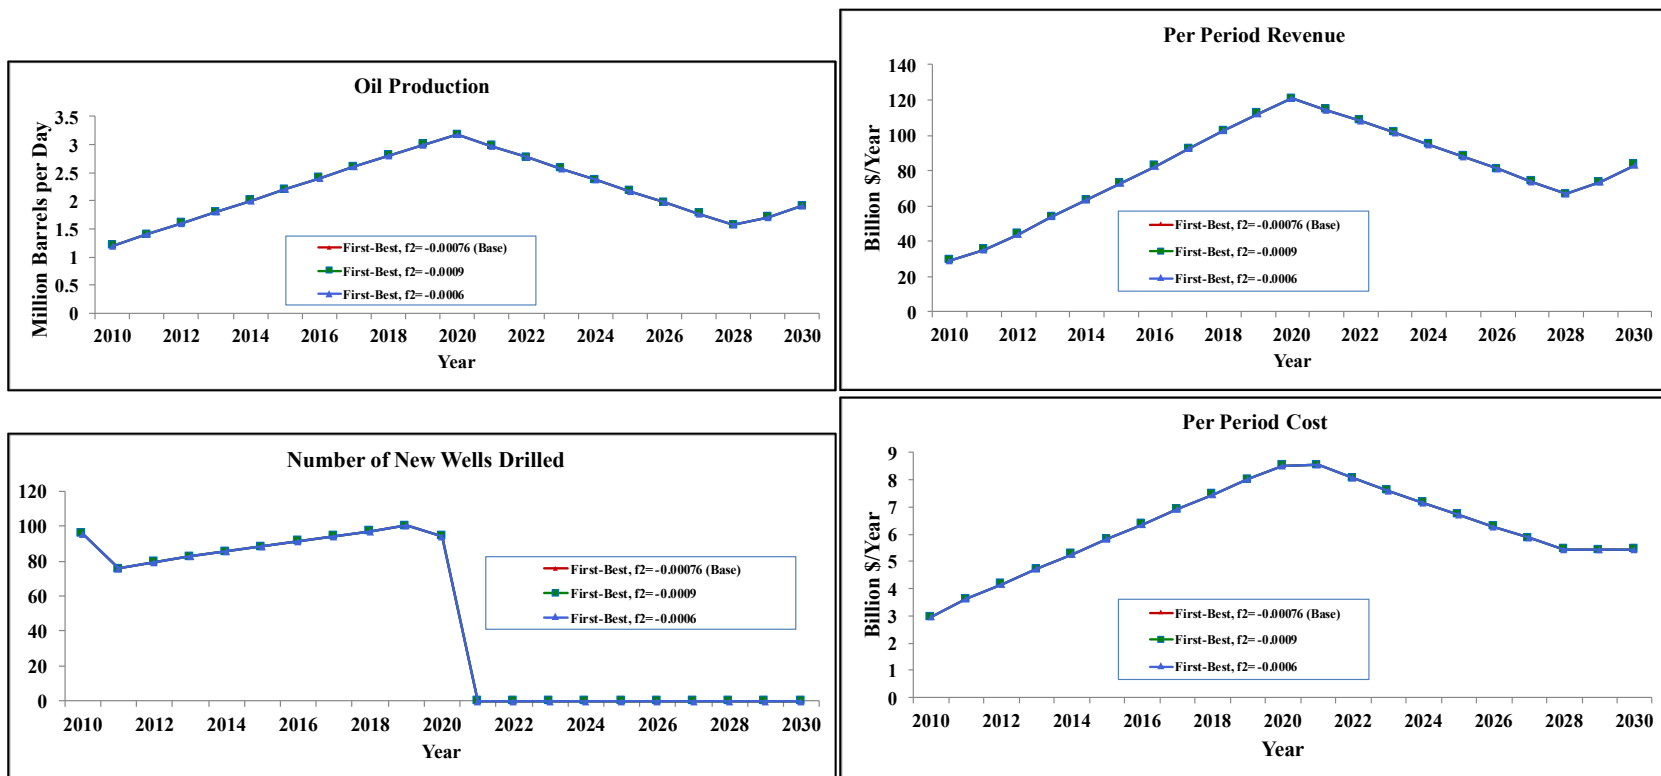 Oil Production
Million Barrels per Day
3.5
3
2.5
2
1.5
1
0.5
0
First-Best, f2= -0.00076 (Base)
First-Best, f2= -0.0009
First-Best, f2= -0.0006
2010 2012 2014 2016 2018 2020 2022 2024 2026 2028 2030
Year
Per Period Revenue
Billion $/Year
140
120
100
80
60
40
20
0
First-Best, f2= -0.00076 (Base)
First-Best, f2= -0.0009
First-Best, f2= -0.0006
2010 2012 2014 2016 2018 2020 2022 2024 2026 2028 2030
Year
Number of New Wells Drilled
120
100
80
60
40
20
0
First-Best, f2= -0.00076 (Base)
First-Best, f2= -0.0009
First-Best, f2= -0.0006
2010 2012 2014 2016 2018 2020 2022 2024 2026 2028 2030
Year
Per Period Cost
Billion $/Year
9
8
7
6
5
4
3
2
1
0
First-Best, f2= -0.00076 (Base)
First-Best, f2= -0.0009
First-Best, f2= -0.0006
2010 2012 2014 2016 2018 2020 2022 2024 2026 2028 2030
Year